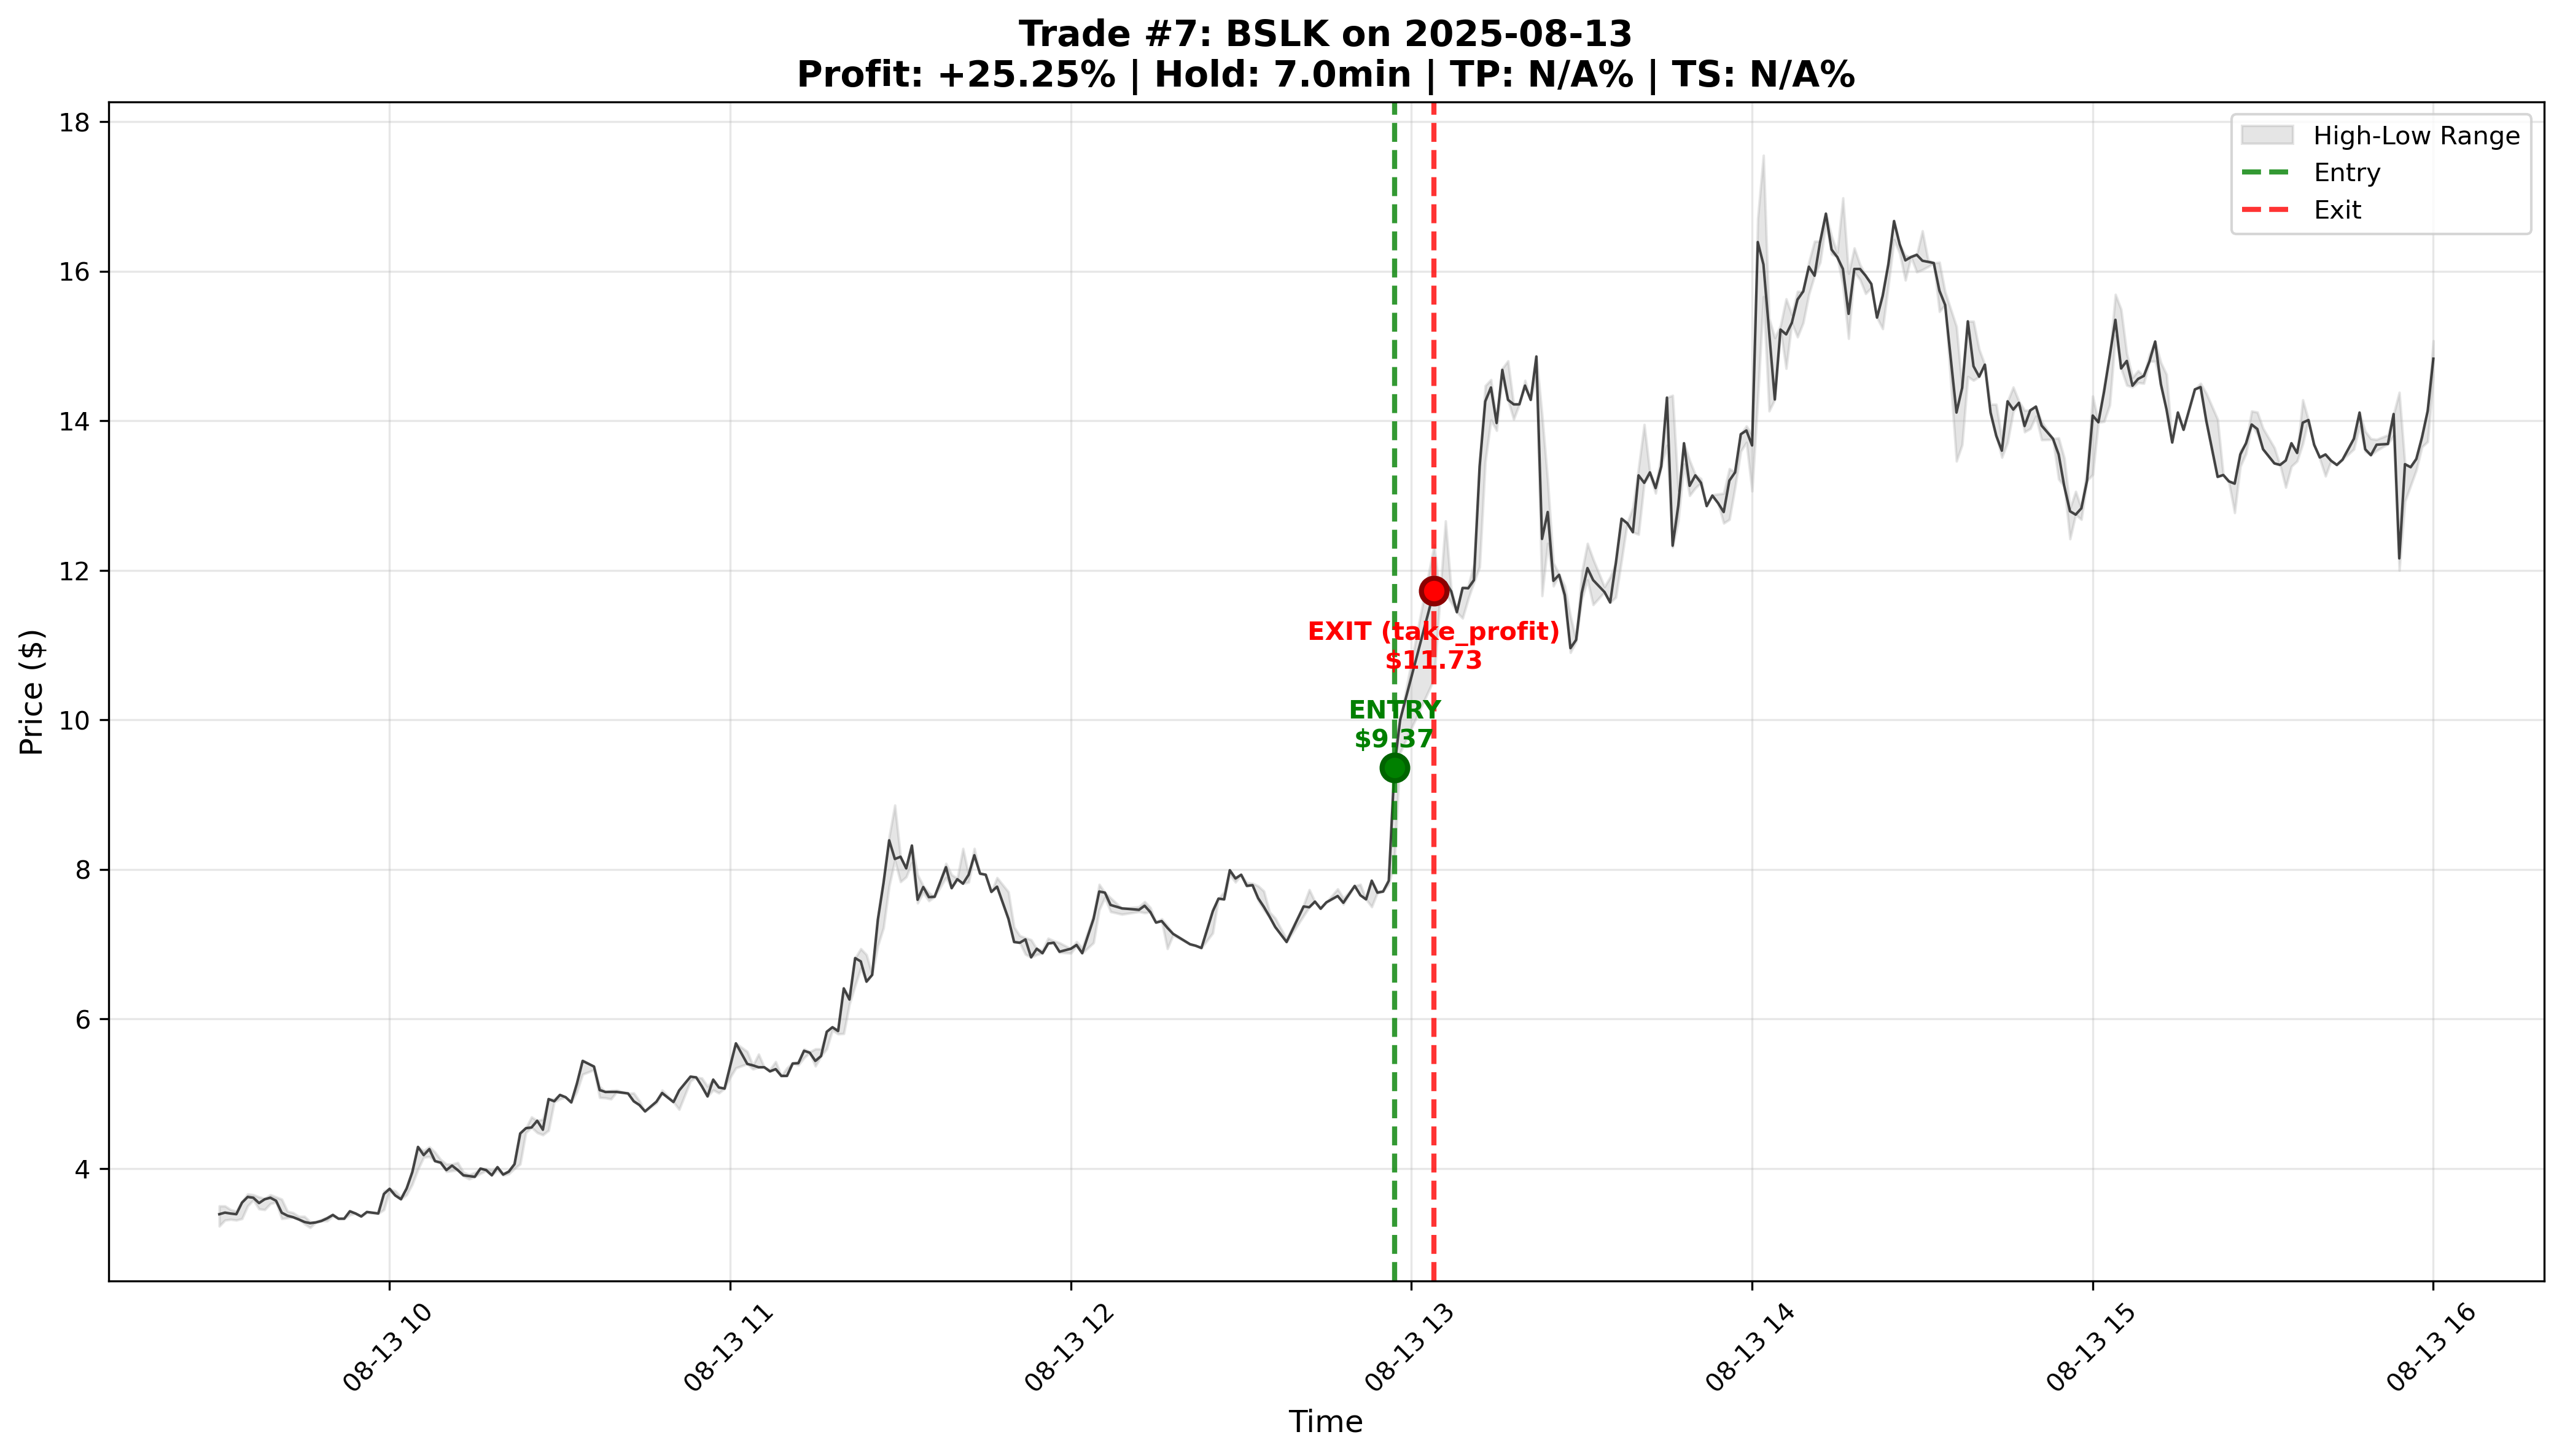 Trade #7: BSLK on 2025-08-13
Profit: +25.25% | Hold: 7.0min | TP: N/A% | TS: N/A%
High-Low Range
Entry
Exit
Price ($)
18
16
14
12
10
8
6
4
EXIT (take_profit)
$11.73
ENTRY
$9.37
08-13 10
08-13 11
08-13 12
08-13 13
08-13 14
08-13 15
08-13 16
Time